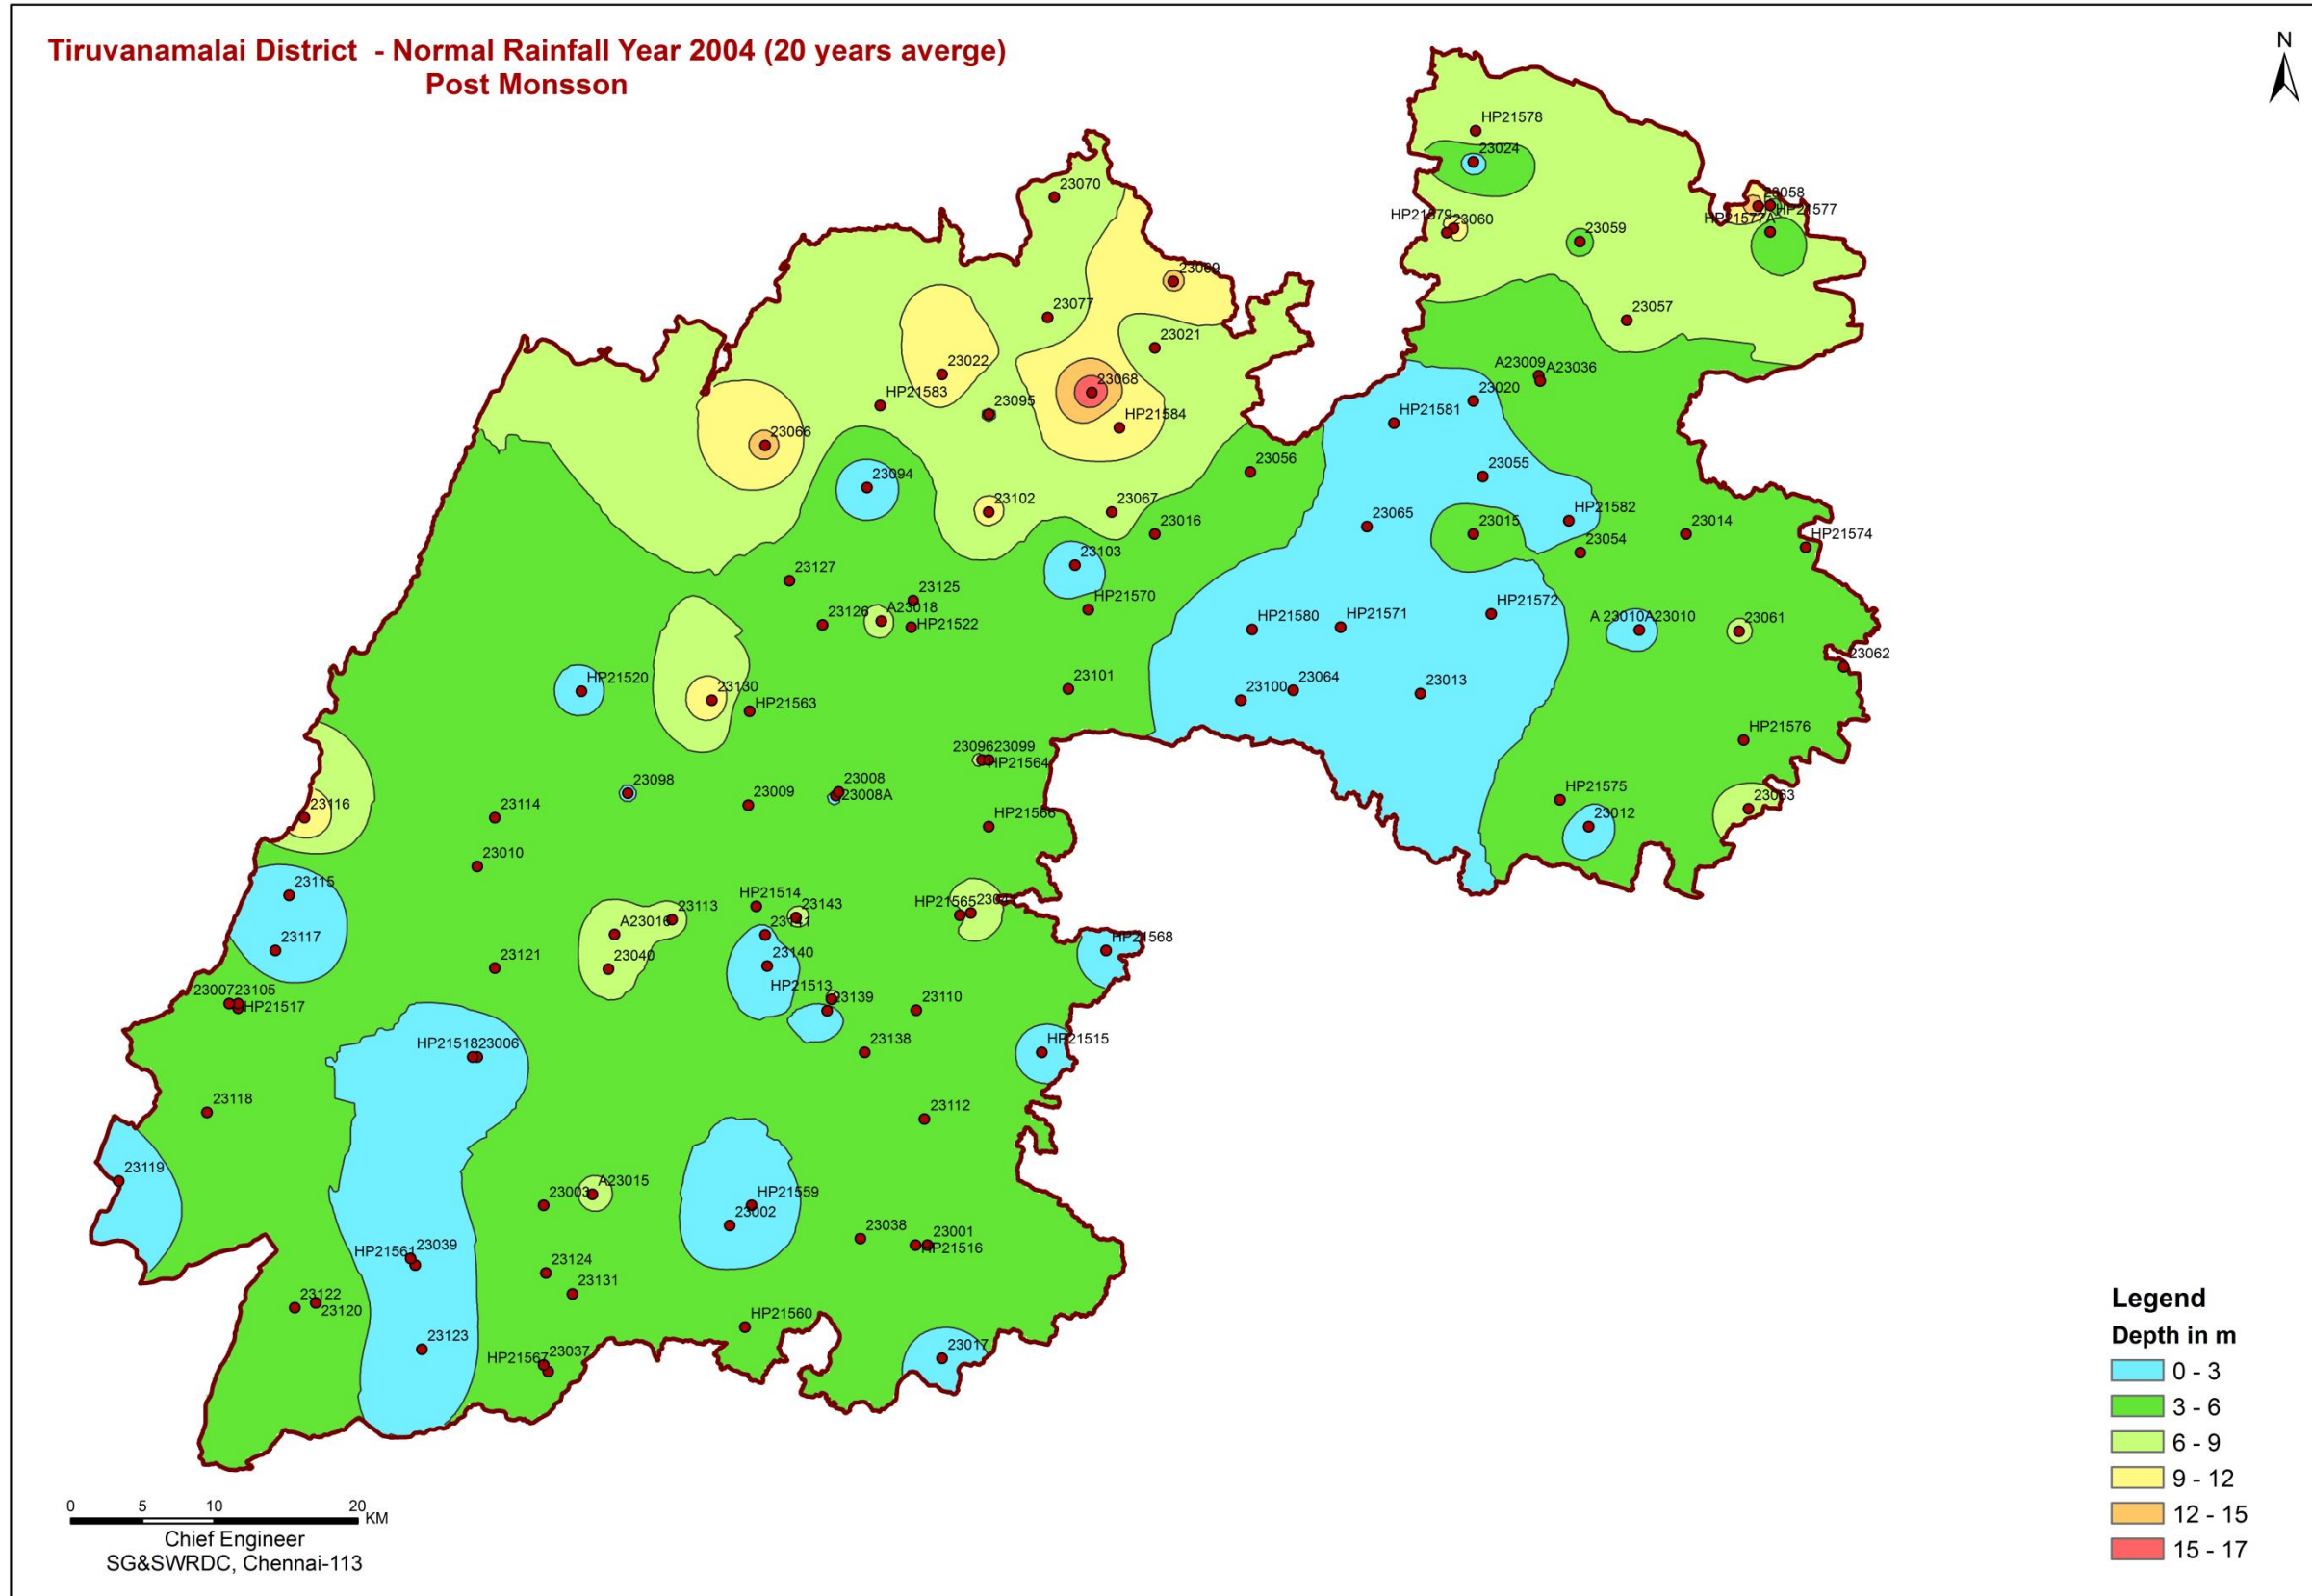 Tiruvanamalai District - Normal Rainfall Year 2004 (20 years averge)
Post Monsson
N
HP21578
23024
23070
23058
HP21577
HP21577A
HP21579
23060
23059
23069
23077
23057
23021
23022
A23009
A23036
23068
23020
HP21583
23095
HP21581
HP21584
23066
23056
23055
23094
23102
23067
HP21582
23065
23016
23015
23014
HP21574
23054
23103
23127
23125
HP21570
A23018
23126
HP21522
HP21572
HP21580
HP21571
A 23010A23010
23061
23062
HP21520
23130
23101
23064
23100
23013
HP21563
HP21576
2309623099
HP21564
23098
23008
23008A
23009
23116
23114
HP21575
23063
23012
HP21566
23010
23115
HP21514
23143
HP21565
A23016
23113
23141
23117
HP21568
23140
23121
23040
HP21513
23139
2300723105
HP21517
23110
HP2151823006
23138
HP21515
23118
23112
23119
A23015
23003
HP21559
23002
23038
23001
HP21516
HP21561
23039
23124
23131
23122
23120
HP21560
23123
HP21567
23037
23017
Legend
Depth in m
0 - 3
3 - 6
6 - 9
9 - 12
12 - 15
15 - 17
0 5 10 20
KM
Chief Engineer
SG&SWRDC, Chennai-113